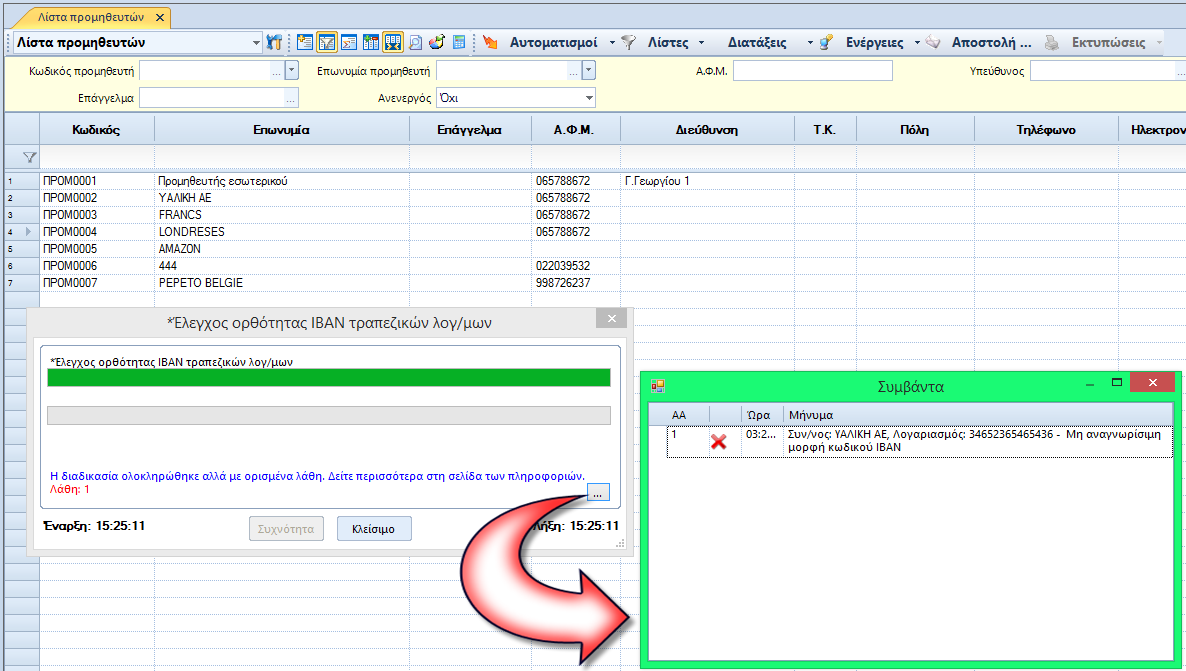 Λίστα προμηθευτών
Λίστα προμηθευτών Αυτοματισμοί Λίστες Διατάξεις Ενέργειες Αποστολή ... Εκτυπώσεις
Κωδικός προμηθευτή ... Επωνυμία προμηθευτή ... Α.Φ.Μ. Υπεύθυνος ...
Επάγγελμα ... Ανενεργός Όχι
Κωδικός Επωνυμία Επάγγελμα Α.Φ.Μ. Διεύθυνση Τ.Κ. Πόλη Τηλέφωνο Ηλεκτρον
1 ΠΡΟΜ0001 Προμηθευτής εσωτερικού 065788672 Γ.Γεωργίου 1
2 ΠΡΟΜ0002 ΥΑΛΙΚΗ ΑΕ 065788672
3 ΠΡΟΜ0003 FRANCS 065788672
4 ΠΡΟΜ0004 LONDRESES 065788672
5 ΠΡΟΜ0005 AMAZON
6 ΠΡΟΜ0006 444 022039532
7 ΠΡΟΜ0007 PEPETO BELGIE 998726237
*Έλεγχος ορθότητας IBAN τραπεζικών λογ/μων
*Έλεγχος ορθότητας IBAN τραπεζικών λογ/μων
Η διαδικασία ολοκληρώθηκε αλλά με ορισμένα λάθη. Δείτε περισσότερα στη σελίδα των πληροφοριών.
Λάθη: 1
...
Έναρξη: 15:25:11 Συχνότητα Κλείσιμο Λήξη: 15:25:11
Συμβάντα
ΑΑ Ώρα Μήνυμα
1 03:2... Συν/νος: ΥΑΛΙΚΗ ΑΕ, Λογαριασμός: 34652365465436 - Μη αναγνωρίσιμη
μορφή κωδικού IBAN